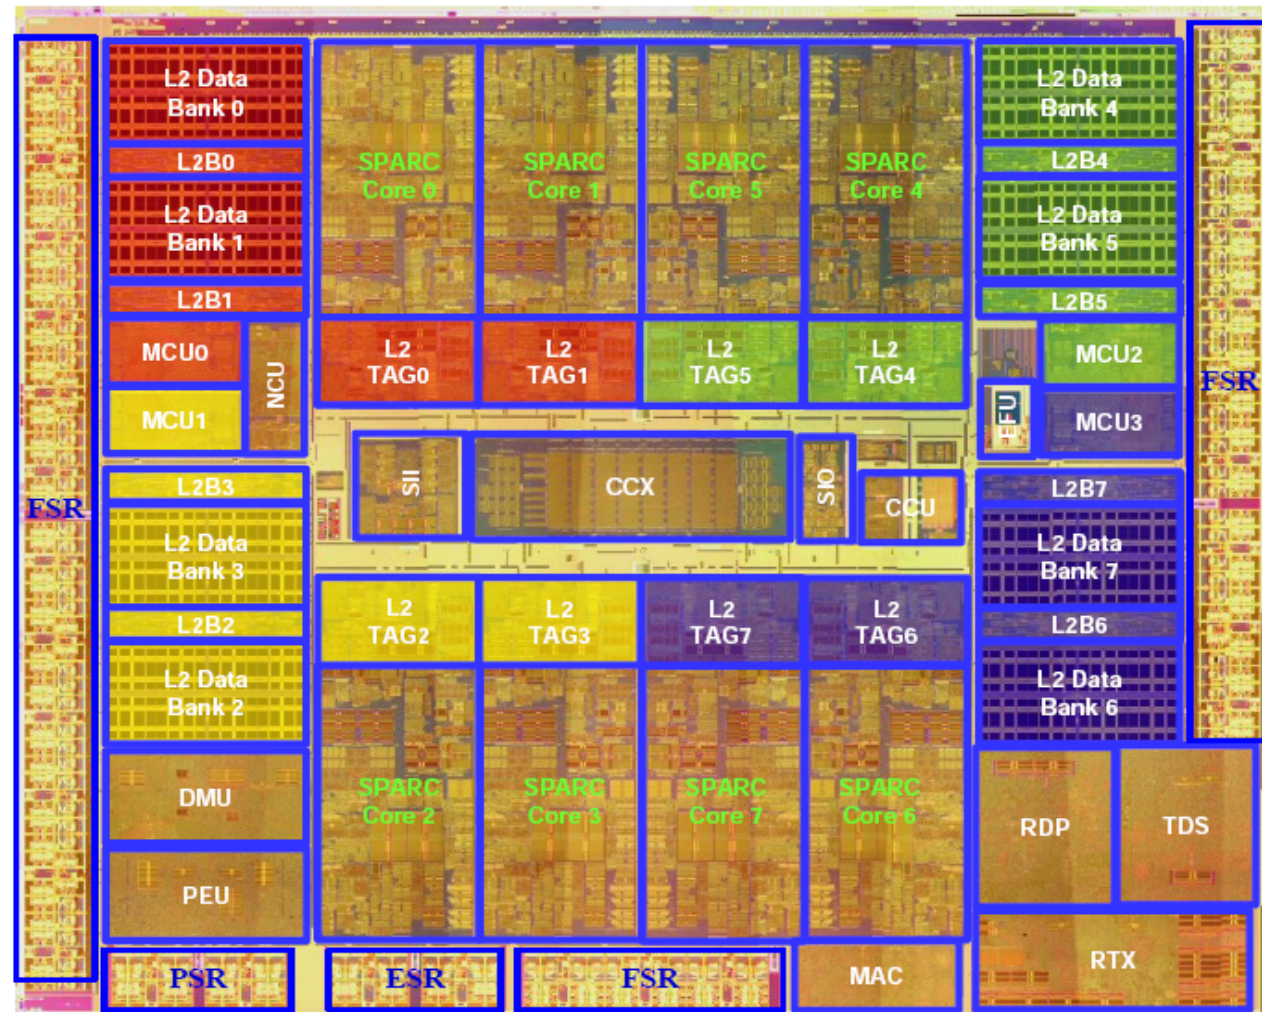 L2 Data
Bank 0
L2B0
L2 Data
Bank 1
L2B1
MCU0
MCU1
NCU
SPARC
Core 0
SPARC
Core 1
SPARC
Core 5
SPARC
Core 4
L2
TAG0
L2
TAG1
L2
TAG5
L2
TAG4
L2 Data
Bank 4
L2B4
L2 Data
Bank 5
L2B5
MCU2
EFU
MCU3
FSR
FSR
SII
CCX
SIO
CCU
L2B3
L2 Data
Bank 3
L2B2
L2 Data
Bank 2
L2
TAG2
L2
TAG3
L2
TAG7
L2
TAG6
L2B7
L2 Data
Bank 7
L2B6
L2 Data
Bank 6
SPARC
Core 2
SPARC
Core 3
SPARC
Core 7
SPARC
Core 6
DMU
PEU
RDP
TDS
PSR
ESR
FSR
MAC
RTX